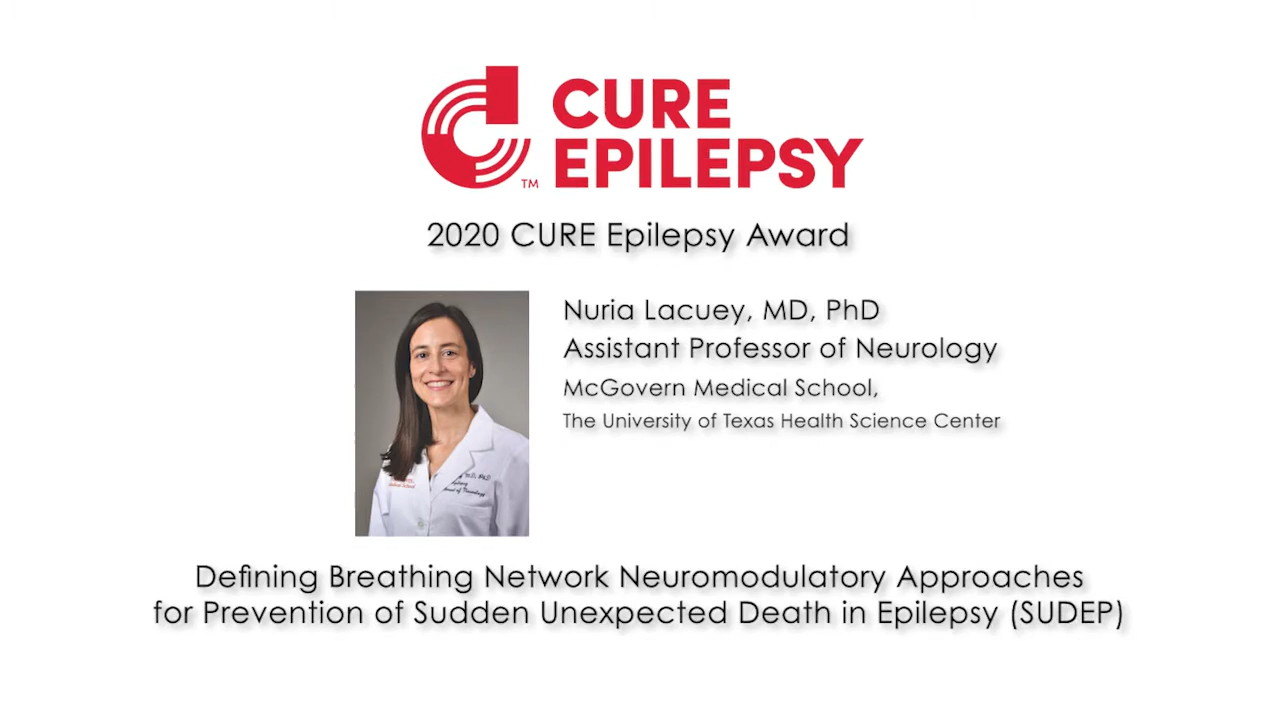 CURE
EPILEPSY
TM
2020 CURE Epilepsy Award
Nuria Lacuey, MD, PhD
Assistant Professor of Neurology
McGovern Medical School,
The University of Texas Health Science Center
M.D., Ph.D
Defining Breathing Network Neuromodulatory Approaches
for Prevention of Sudden Unexpected Death in Epilepsy (SUDEP)